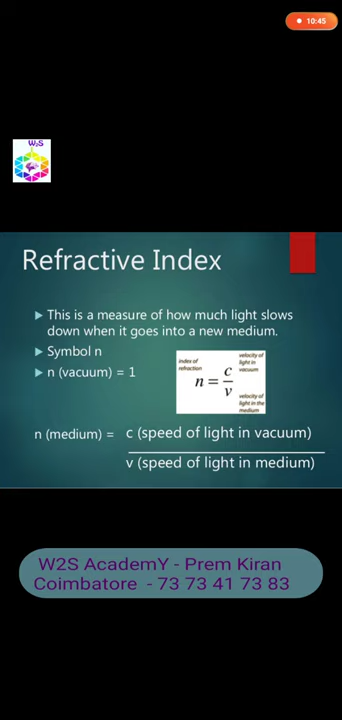 10:45
W2S
Refractive Index
This is a measure of how much light slows
down when it goes into a new medium.
Symbol n
n (vacuum) = 1
index of
refraction
velocity of
light in
vacuum
n = c
v
velocity of
light in the
medium
n (medium) = c (speed of light in vacuum)
v (speed of light in medium)
W2S AcademY - Prem Kiran
Coimbatore - 73 73 41 73 83